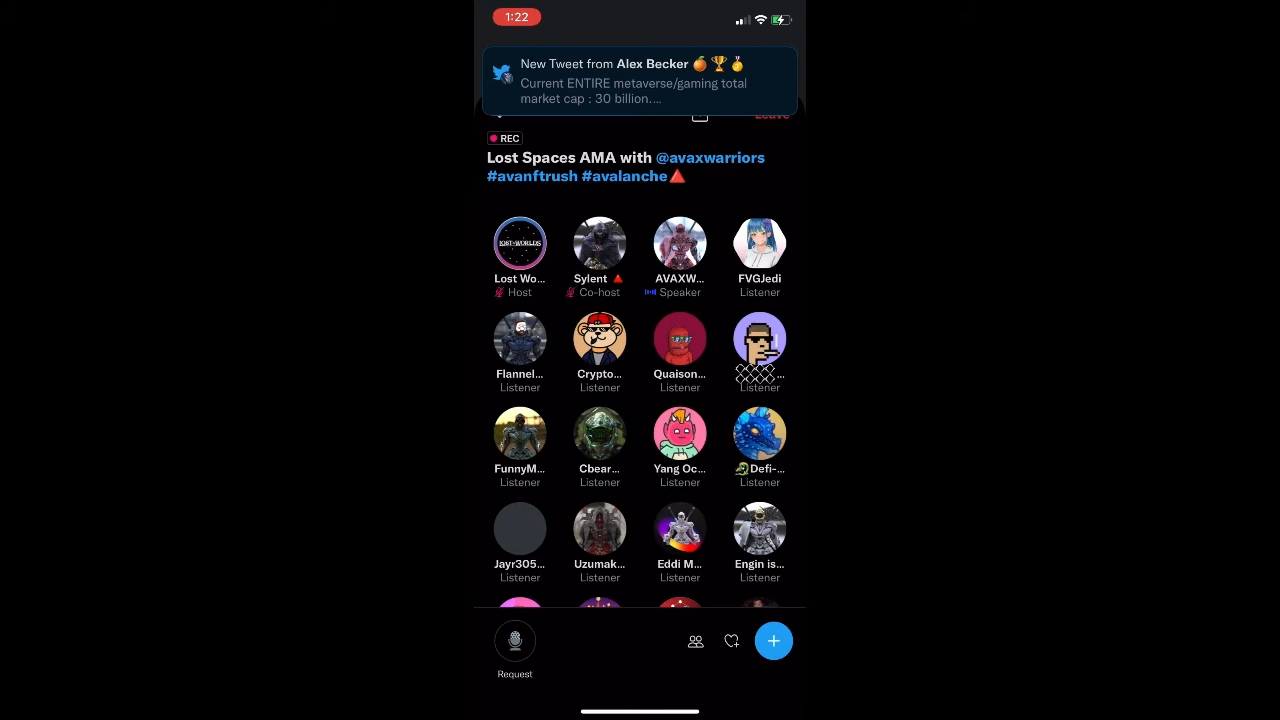 1:22
New Tweet from Alex Becker 🍊 🏆 🥇
Current ENTIRE metaverse/gaming total
market cap : 30 billion....
Leave
REC
Lost Spaces AMA with @avaxwarriors
#avanftrush #avalanche🔺
LOST-WORLDS
Lost Wo... Sylent 🔺 AVAXW... FVGJedi
Host Co-host Speaker Listener
Flannel... Crypto... Quaison... ...
Listener Listener Listener Listener
FunnyM... Cbear... Yang Oc... 🐉Defi-...
Listener Listener Listener Listener
Jayr305... Uzumak... Eddi M... Engin is...
Listener Listener Listener Listener
Request